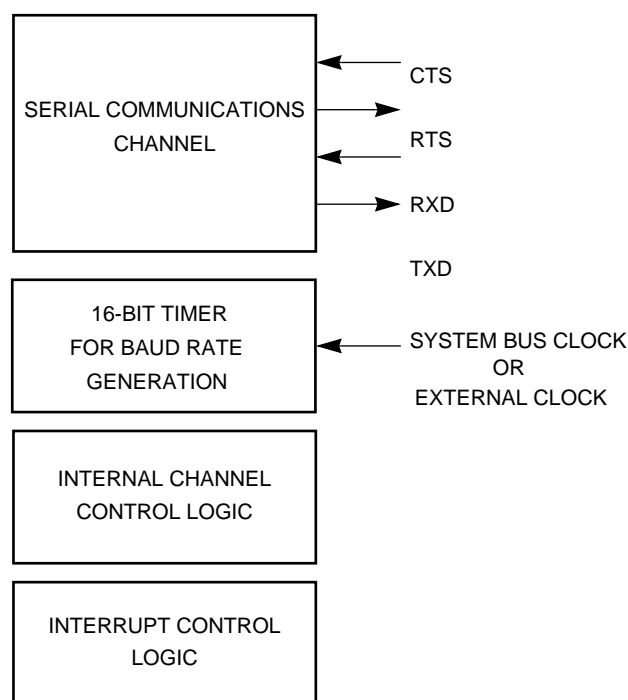 SERIAL COMMUNICATIONS
CHANNEL
CTS
RTS
RXD
TXD
16-BIT TIMER
FOR BAUD RATE
GENERATION
SYSTEM BUS CLOCK
OR
EXTERNAL CLOCK
INTERNAL CHANNEL
CONTROL LOGIC
INTERRUPT CONTROL
LOGIC